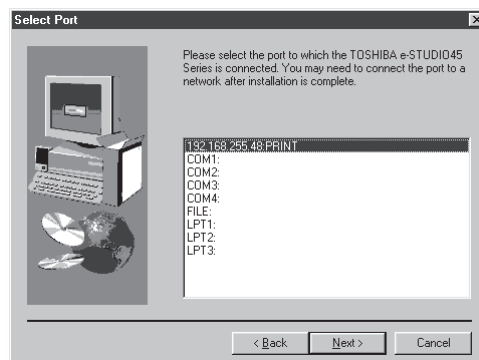 Select Port
Please select the port to which the TOSHIBA e-STUDIO45
Series is connected. You may need to connect the port to a
network after installation is complete.
192.168.255.48:PRINT
COM1:
COM2:
COM3:
COM4:
FILE:
LPT1:
LPT2:
LPT3:
< Back
Next >
Cancel